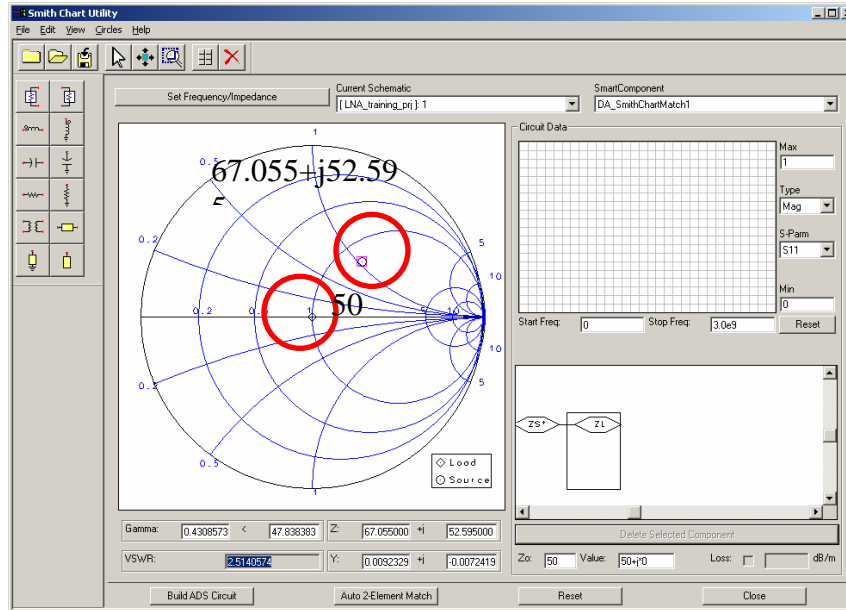 Smith Chart Utility
File Edit View Circles Help
Set Frequency/Impedance
Current Schematic
[ LNA_training_prj ]: 1
SmartComponent
DA_SmithChartMatch1
Circuit Data
Max
1
Type
Mag
S-Parm
S11
Min
0
Start Freq: 0 Stop Freq: 3.0e9 Reset
1
0.5
67.055+j52.59
0.2
5
10
50
0.2
1
10
5
0.2
0.5
1
Load
Source
ZS*
ZL
Delete Selected Component
Gamma: 0.4308573 < 47.838383 Z: 67.055000 +j 52.595000
VSWR: 2.5140574 Y: 0.0092329 +j -0.0072419
Zo: 50 Value: 50+j*0 Loss: dB/m
Build ADS Circuit Auto 2-Element Match Reset Close